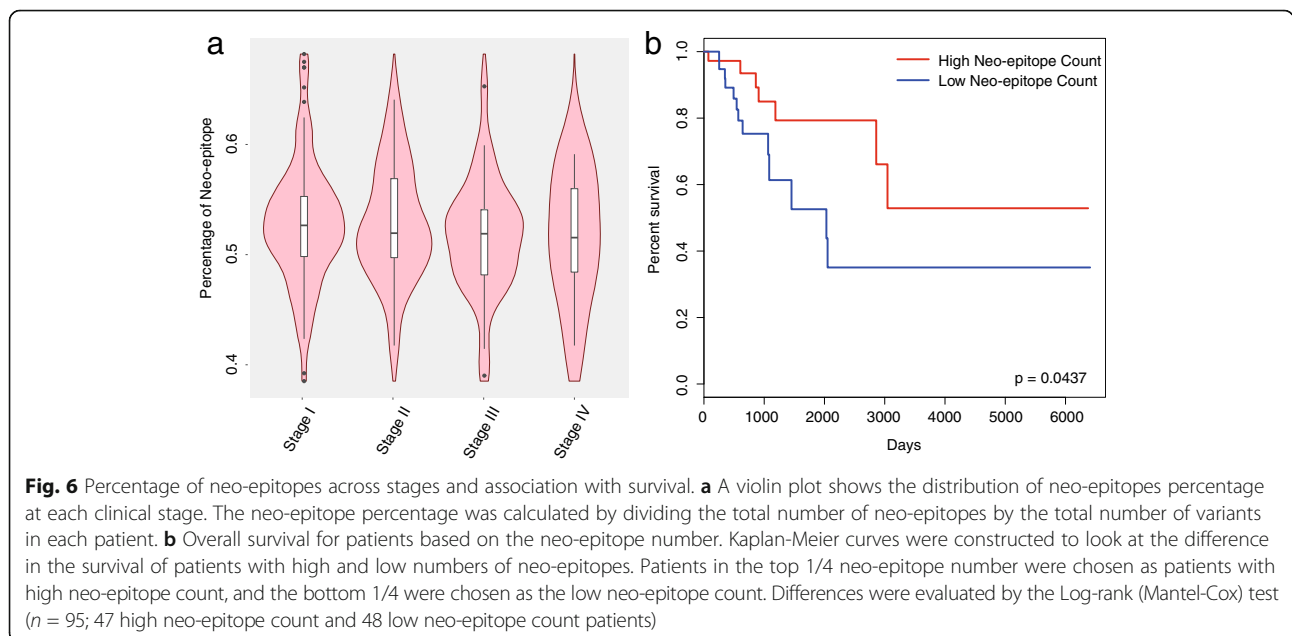 a
Percentage of Neo-epitope
0.6
0.5
0.4
Stage I
Stage II
Stage III
Stage IV
b
High Neo-epitope Count
Low Neo-epitope Count
Percent survival
1.0
0.8
0.6
0.4
0.2
0.0
p = 0.0437
0 1000 2000 3000 4000 5000 6000
Days
Fig. 6 Percentage of neo-epitopes across stages and association with survival. a A violin plot shows the distribution of neo-epitopes percentage
at each clinical stage. The neo-epitope percentage was calculated by dividing the total number of neo-epitopes by the total number of variants
in each patient. b Overall survival for patients based on the neo-epitope number. Kaplan-Meier curves were constructed to look at the difference
in the survival of patients with high and low numbers of neo-epitopes. Patients in the top 1/4 neo-epitope number were chosen as patients with
high neo-epitope count, and the bottom 1/4 were chosen as the low neo-epitope count. Differences were evaluated by the Log-rank (Mantel-Cox) test
(n = 95; 47 high neo-epitope count and 48 low neo-epitope count patients)